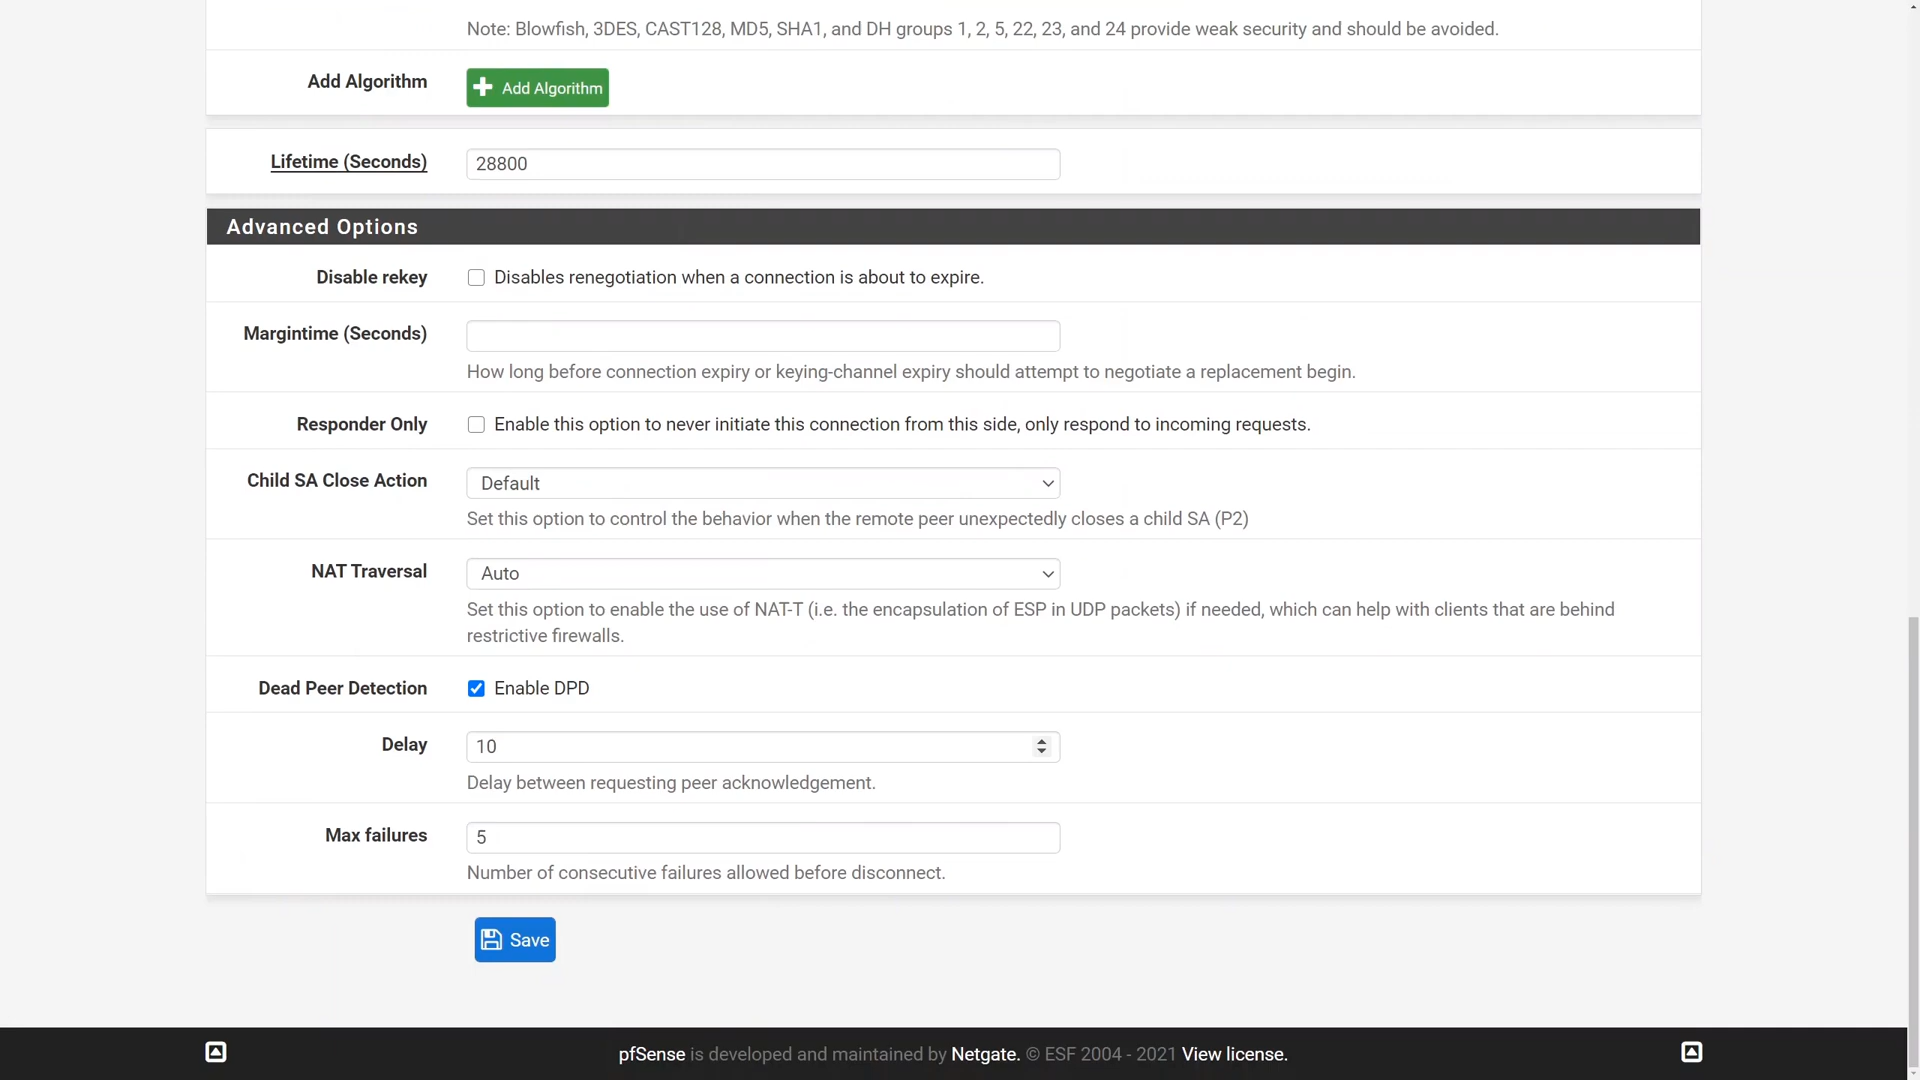 Note: Blowfish, 3DES, CAST128, MD5, SHA1, and DH groups 1, 2, 5, 22, 23, and 24 provide weak security and should be avoided.
Add Algorithm
Add Algorithm
Lifetime (Seconds)
28800
Advanced Options
Disable rekey
Disables renegotiation when a connection is about to expire.
Margintime (Seconds)
How long before connection expiry or keying-channel expiry should attempt to negotiate a replacement begin.
Responder Only
Enable this option to never initiate this connection from this side, only respond to incoming requests.
Child SA Close Action
Default
Set this option to control the behavior when the remote peer unexpectedly closes a child SA (P2)
NAT Traversal
Auto
Set this option to enable the use of NAT-T (i.e. the encapsulation of ESP in UDP packets) if needed, which can help with clients that are behind
restrictive firewalls.
Dead Peer Detection
Enable DPD
Delay
10
Delay between requesting peer acknowledgement.
Max failures
5
Number of consecutive failures allowed before disconnect.
Save
pfSense is developed and maintained by Netgate. © ESF 2004 - 2021 View license.